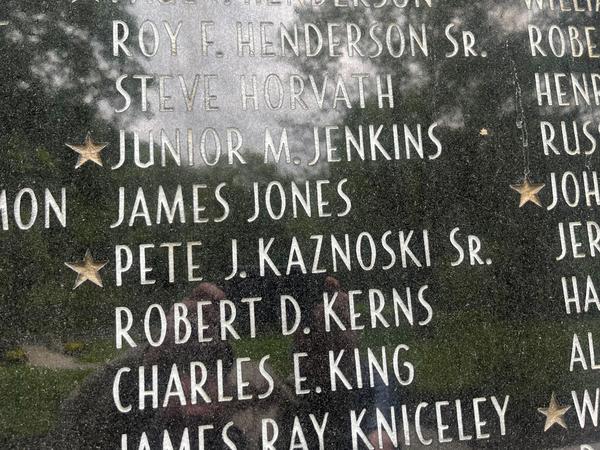 HENDERSON
ROY F. HENDERSON SR.
STEVE HORVATH
JUNIOR M. JENKINS
JAMES JONES
PETE J. KAZNOSKI SR.
ROBERT D. KERNS
CHARLES E. KING
JAMES RAY KNICELEY